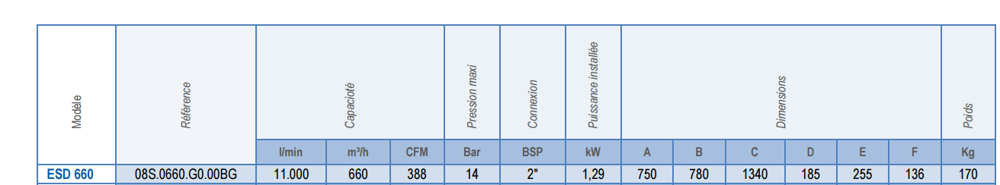 Modèle Référence Capacioté Pression maxi Connexion Puissance installée Dimensions Poids
l/min m³/h CFM Bar BSP kW A B C D E F Kg
ESD 660 08S.0660.G0.00BG 11.000 660 388 14 2" 1,29 750 780 1340 185 255 136 170